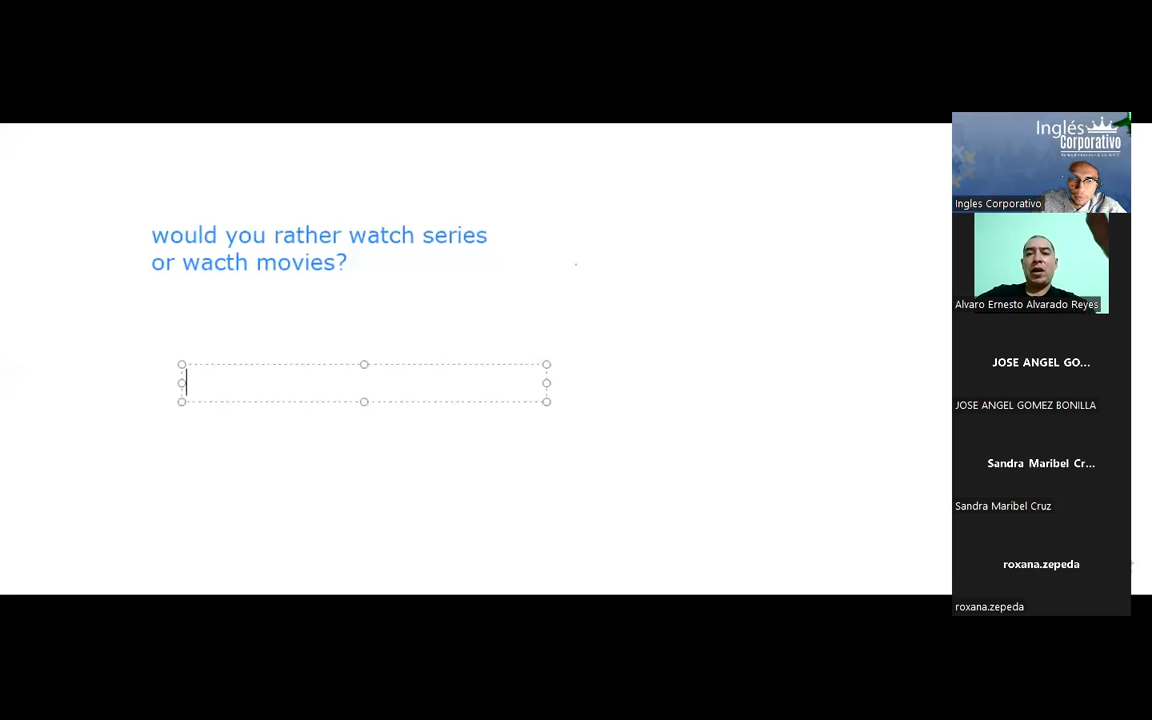 would you rather watch series
or wacth movies?
Inglés
Corporativo
Ingles Corporativo
Alvaro Ernesto Alvarado Reyes
JOSE ANGEL GO...
JOSE ANGEL GOMEZ BONILLA
Sandra Maribel Cr...
Sandra Maribel Cruz
roxana.zepeda
roxana.zepeda